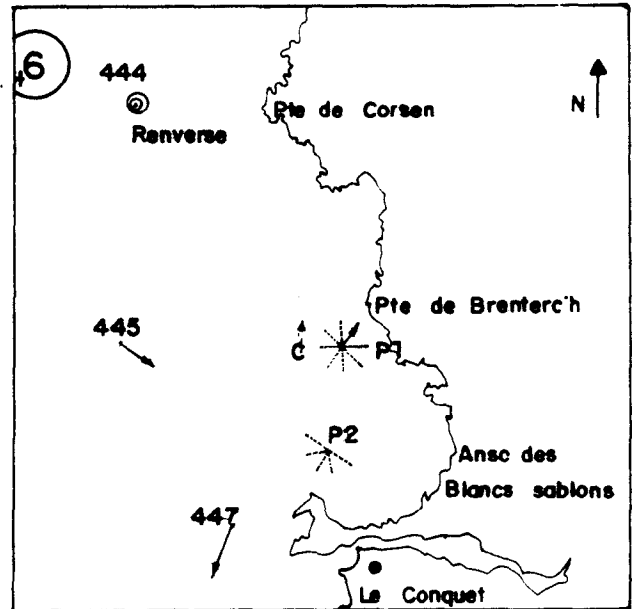 +6
444
Renverse
Pte de Corsen
N
Pte de Brenterc'h
445
C
P1
P2
Anse des
Blancs sablons
447
Le Conquet